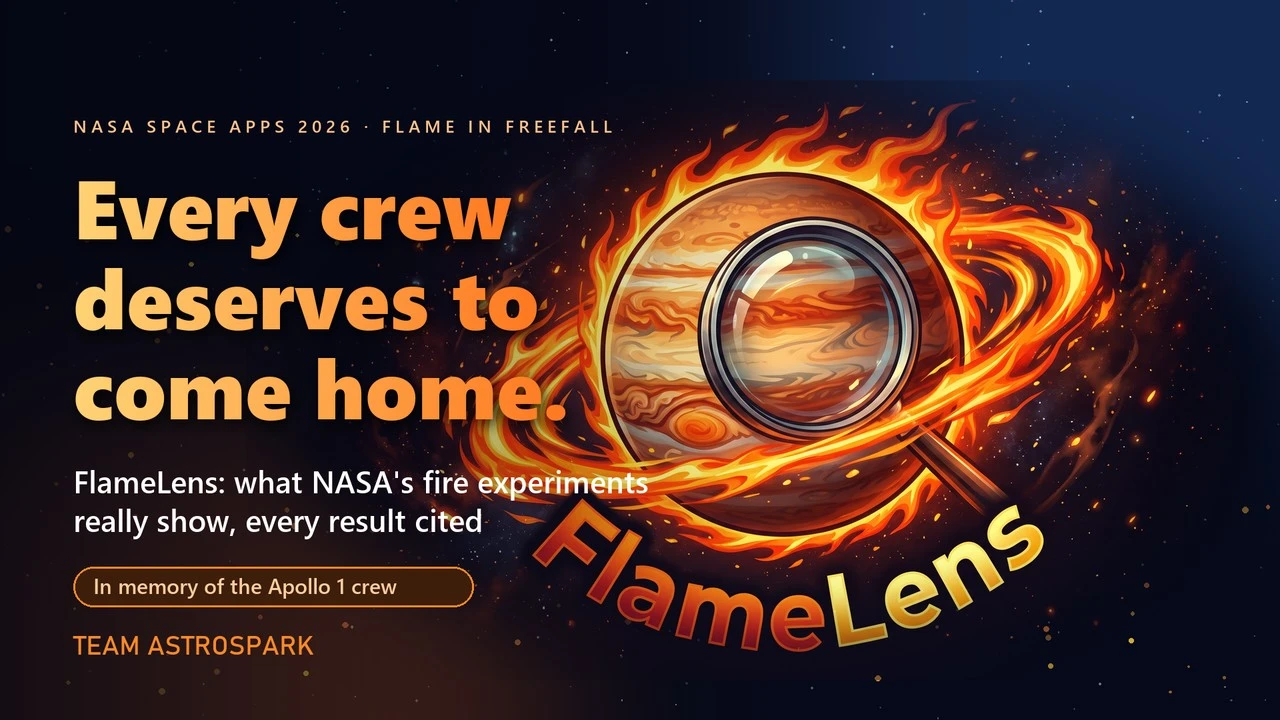 NASA SPACE APPS 2026 · FLAME IN FREEFALL
Every crew
deserves to
come home.
FlameLens: what NASA's fire experiments
really show, every result cited
In memory of the Apollo 1 crew
TEAM ASTROSPARK
FlameLens